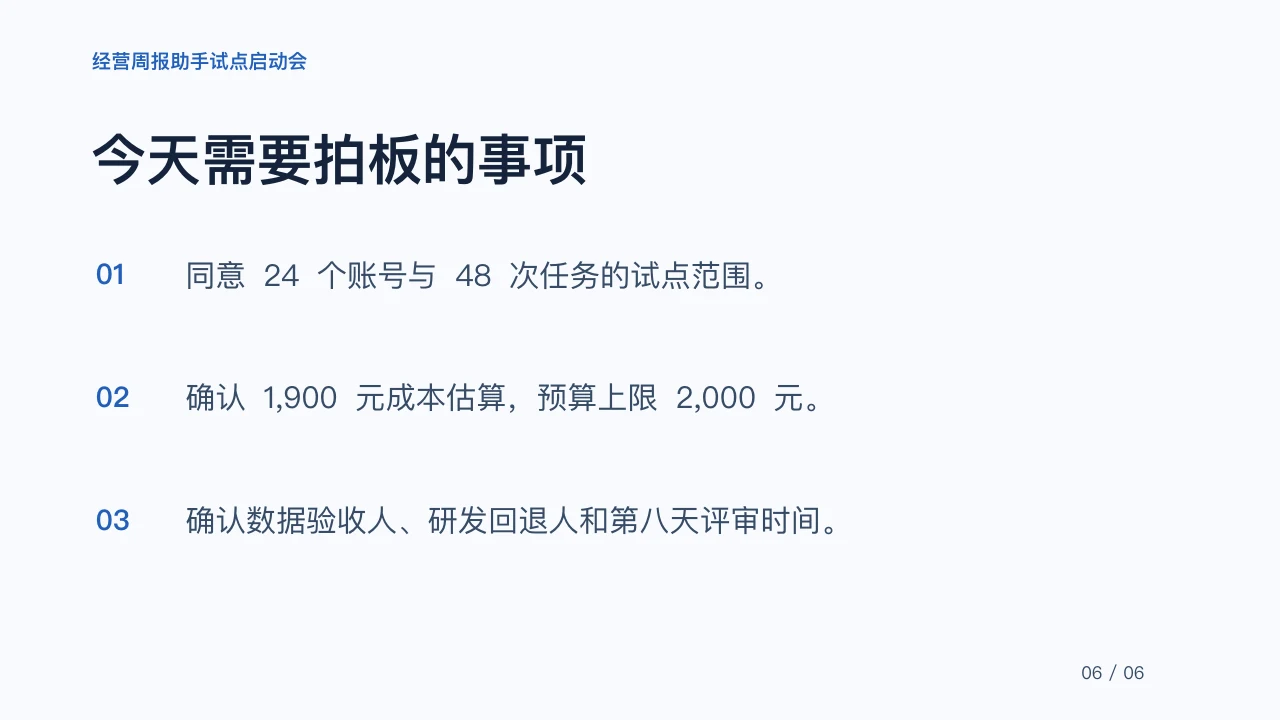 经营周报助手试点启动会
今天需要拍板的事项
01 同意 24 个账号与 48 次任务的试点范围。
02 确认 1,900 元成本估算，预算上限 2,000 元。
03 确认数据验收人、研发回退人和第八天评审时间。
06 / 06